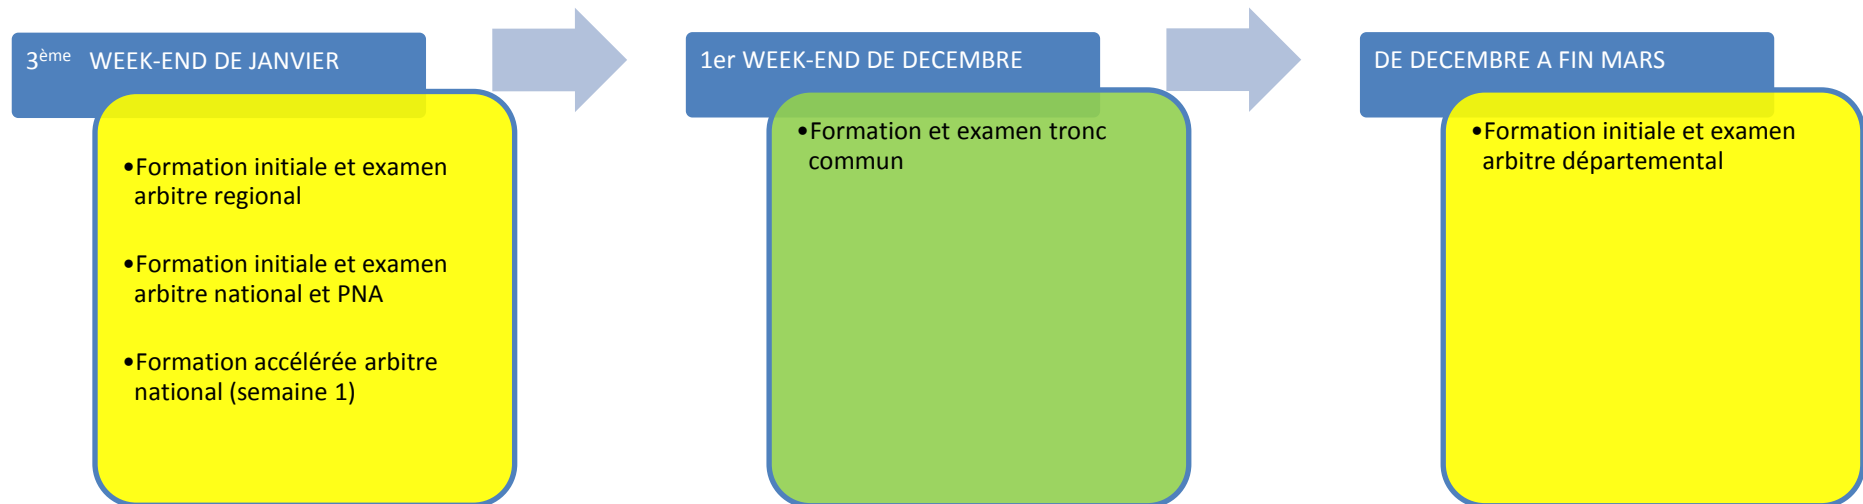 3ème WEEK-END DE JANVIER
•Formation initiale et examen
arbitre regional
•Formation initiale et examen
arbitre national et PNA
•Formation accélérée arbitre
national (semaine 1)
1er WEEK-END DE DECEMBRE
•Formation et examen tronc
commun
DE DECEMBRE A FIN MARS
•Formation initiale et examen
arbitre départemental